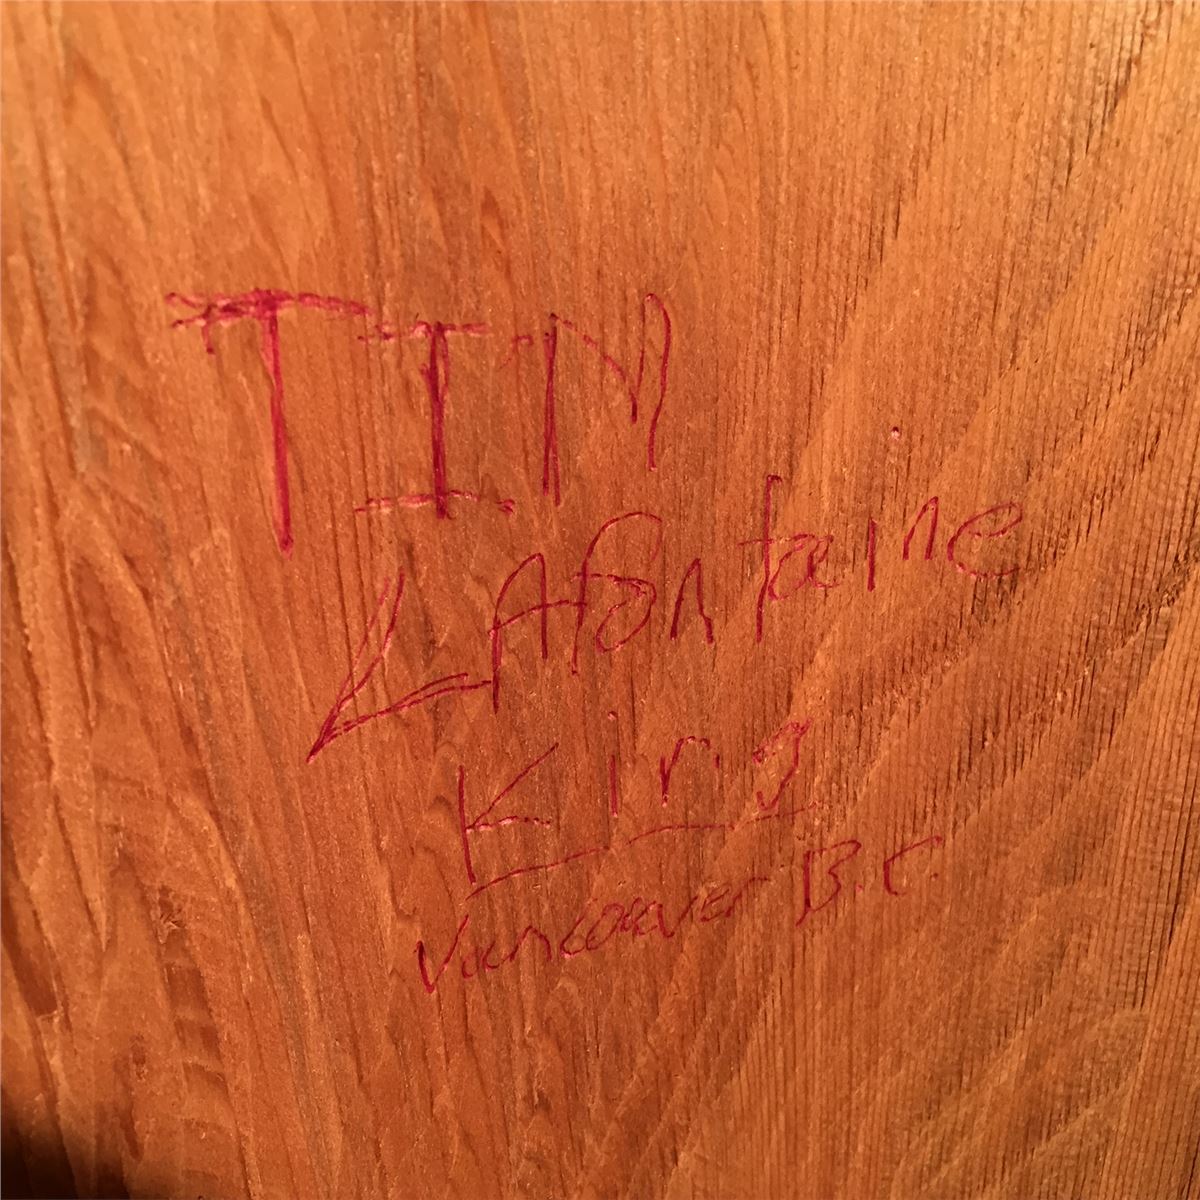 TIM
LAfontaine
King
Vancouver B.C.